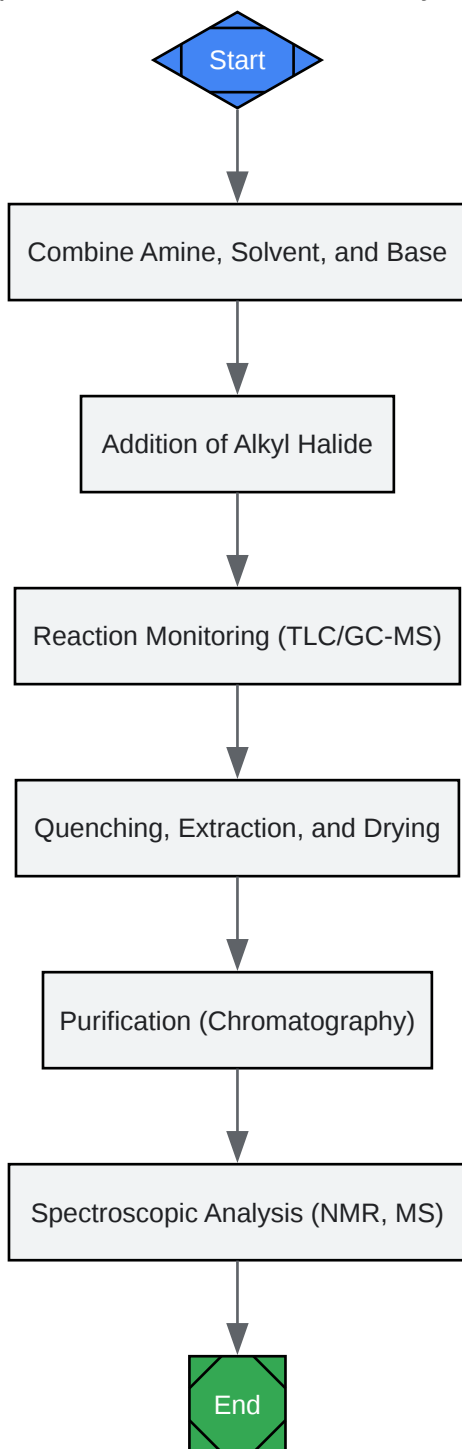 Start
Combine Amine, Solvent, and Base
Addition of Alkyl Halide
Reaction Monitoring (TLC/GC-MS)
Quenching, Extraction, and Drying
Purification (Chromatography)
Spectroscopic Analysis (NMR, MS)
End